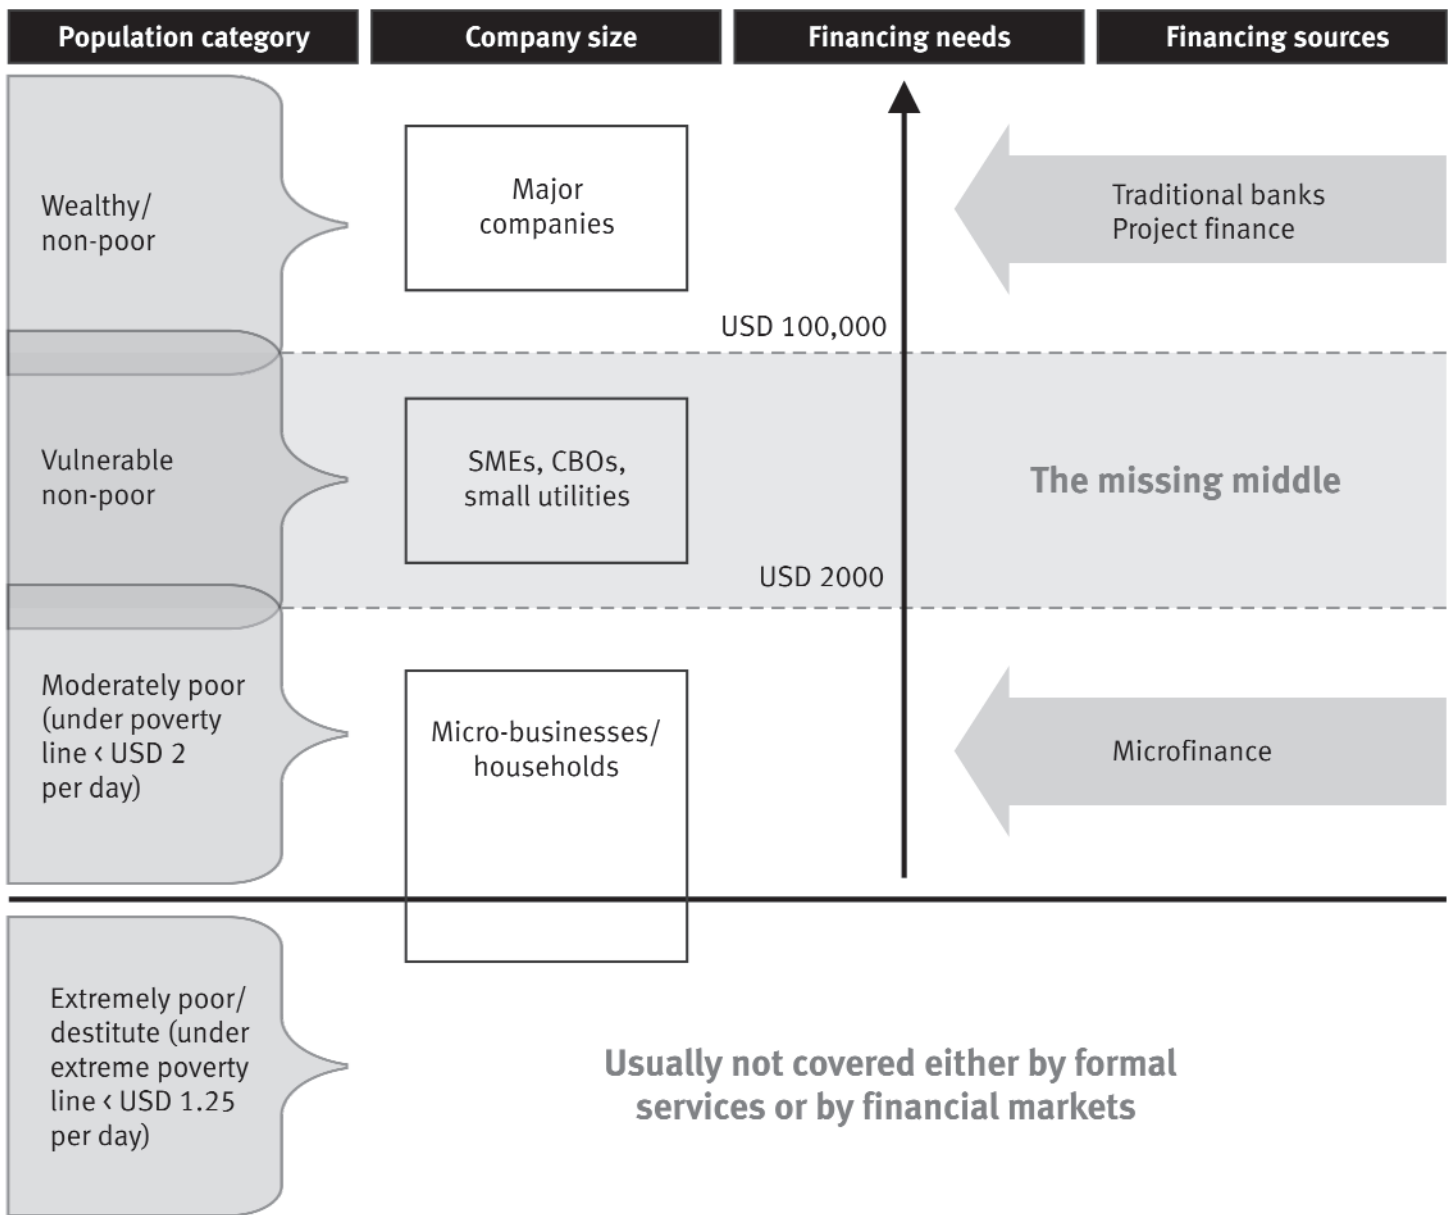 Population category
Company size
Financing needs
Financing sources
Wealthy/
non-poor
Major
companies
Traditional banks
Project finance
USD 100,000
Vulnerable
non-poor
SMEs, CBOs,
small utilities
The missing middle
USD 2000
Moderately poor
(under poverty
line < USD 2
per day)
Micro-businesses/
households
Microfinance
Extremely poor/
destitute (under
extreme poverty
line < USD 1.25
per day)
Usually not covered either by formal
services or by financial markets